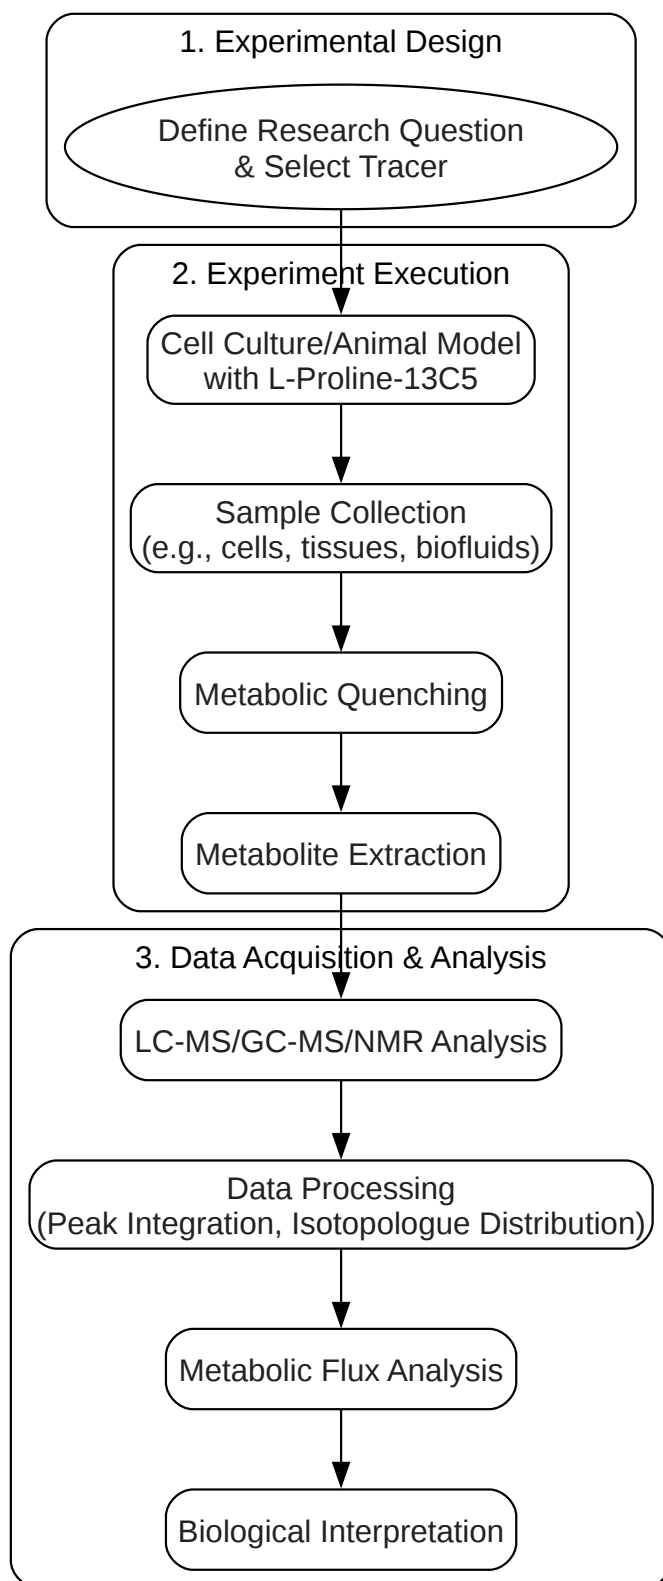 1. Experimental Design
Define Research Question
& Select Tracer
2. Experiment Execution
Cell Culture/Animal Model
with L-Proline-13C5
Sample Collection
(e.g., cells, tissues, biofluids)
Metabolic Quenching
Metabolite Extraction
3. Data Acquisition & Analysis
LC-MS/GC-MS/NMR Analysis
Data Processing
(Peak Integration, Isotopologue Distribution)
Metabolic Flux Analysis
Biological Interpretation